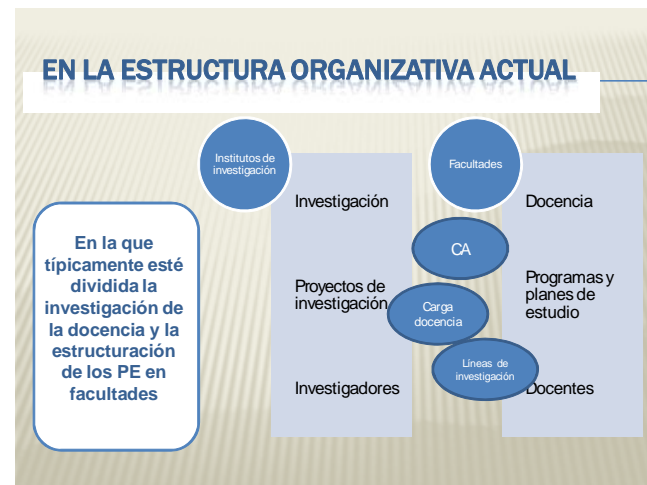 EN LA ESTRUCTURA ORGANIZATIVA ACTUAL
En la que
típicamente esté
dividida la
investigación de
la docencia y la
estructuración
de los PE en
facultades
Institutos de
investigación
Investigación
Proyectos de
investigación
Investigadores
Facultades
CA
Carga
docencia
Líneas de
investigación
Docencia
Programas y
planes de
estudio
Docentes